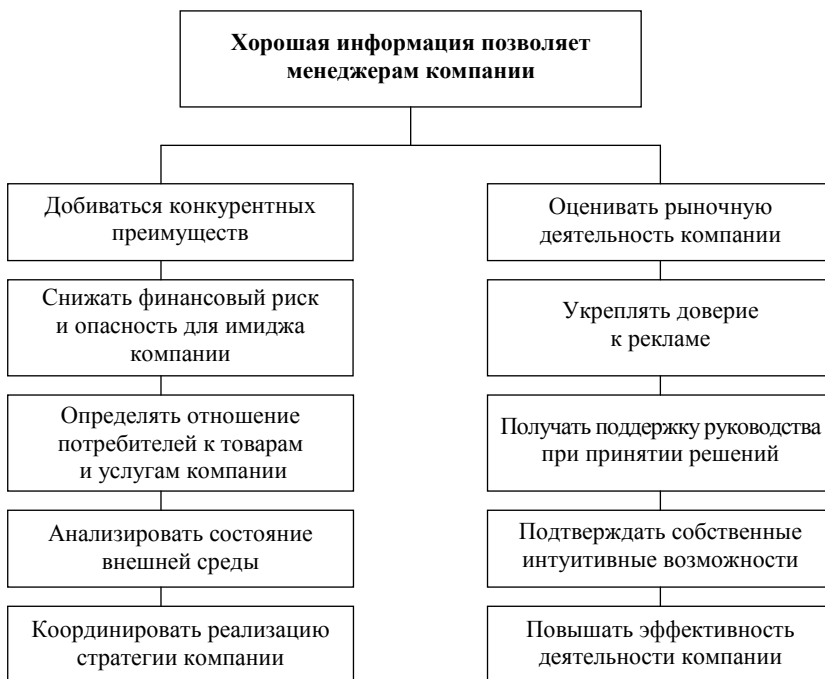 Хорошая информация позволяет
менеджерам компании
Добиваться конкурентных
преимуществ
Снижать финансовый риск
и опасность для имиджа
компании
Определять отношение
потребителей к товарам
и услугам компании
Анализировать состояние
внешней среды
Координировать реализацию
стратегии компании
Оценивать рыночную
деятельность компании
Укреплять доверие
к рекламе
Получать поддержку руководства
при принятии решений
Подтверждать собственные
интуитивные возможности
Повышать эффективность
деятельности компании